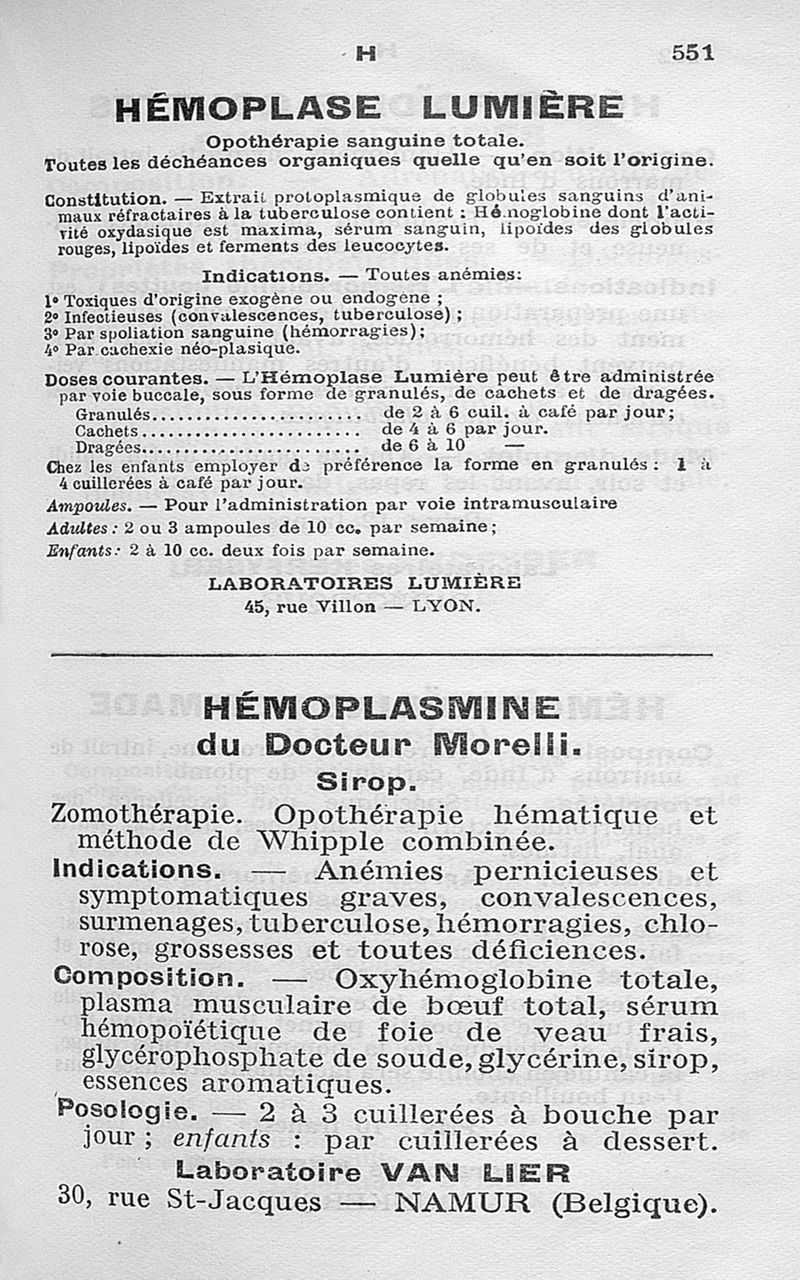 H 551
HÉMOPLASE LUMIÈRE
Opothérapie sanguine totale.
Toutes les déchéances organiques quelle qu'en soit l'origine.
Constitution. — Extrait protoplasmique de globules sanguins d'ani-
maux réfractaires à la tuberculose contient : Hémoglobine dont l'acti-
vité oxydasique est maxima, sérum sanguin, lipoïdes des globules
rouges, lipoïdes et ferments des leucocytes.
Indications. — Toutes anémies:
1° Toxiques d'origine exogène ou endogène ;
2° Infectieuses (convalescences, tuberculose) ;
3° Par spoliation sanguine (hémorragies);
4° Par cachexie néo-plasique.
Doses courantes. — L'Hémoplase Lumière peut être administrée
par voie buccale, sous forme de granulés, de cachets et de dragées.
Granulés........................ de 2 à 6 cuil. à café par jour;
Cachets......................... de 4 à 6 par jour.
Dragées......................... de 6 à 10 —
Chez les enfants employer de préférence la forme en granulés : 1 à
4 cuillerées à café par jour.
Ampoules. — Pour l'administration par voie intramusculaire
Adultes : 2 ou 3 ampoules de 10 cc. par semaine;
Enfants: 2 à 10 cc. deux fois par semaine.
LABORATOIRES LUMIÈRE
45, rue Villon — LYON.
HÉMOPLASMINE
du Docteur Morelli.
Sirop.
Zomothérapie. Opothérapie hématique et
méthode de Whipple combinée.
Indications. — Anémies pernicieuses et
symptomatiques graves, convalescences,
surmenages, tuberculose, hémorragies, chlo-
rose, grossesses et toutes déficiences.
Composition. — Oxyhémoglobine totale,
plasma musculaire de bœuf total, sérum
hémopoïétique de foie de veau frais,
glycérophosphate de soude, glycérine, sirop,
essences aromatiques.
Posologie. — 2 à 3 cuillerées à bouche par
jour ; enfants : par cuillerées à dessert.
Laboratoire VAN LIER
30, rue St-Jacques — NAMUR (Belgique).